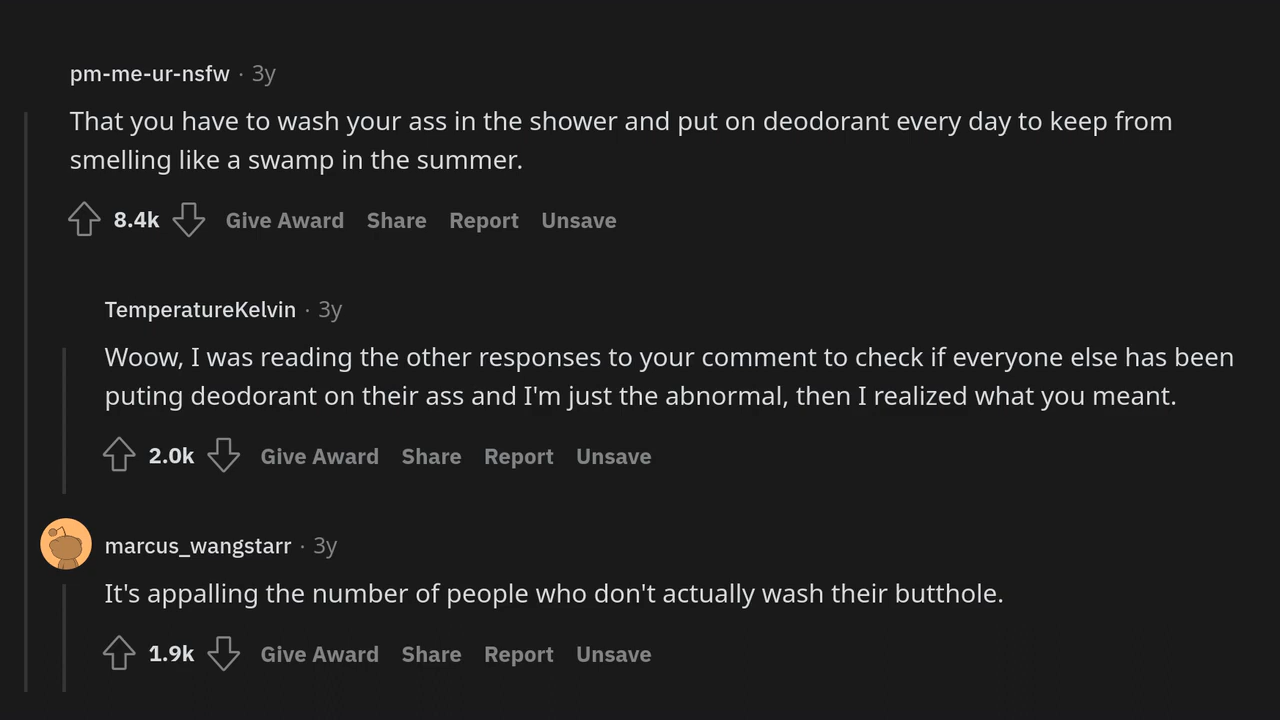 pm-me-ur-nsfw · 3y
That you have to wash your ass in the shower and put on deodorant every day to keep from
smelling like a swamp in the summer.
8.4k Give Award Share Report Unsave
TemperatureKelvin · 3y
Woow, I was reading the other responses to your comment to check if everyone else has been
puting deodorant on their ass and I'm just the abnormal, then I realized what you meant.
2.0k Give Award Share Report Unsave
marcus_wangstarr · 3y
It's appalling the number of people who don't actually wash their butthole.
1.9k Give Award Share Report Unsave